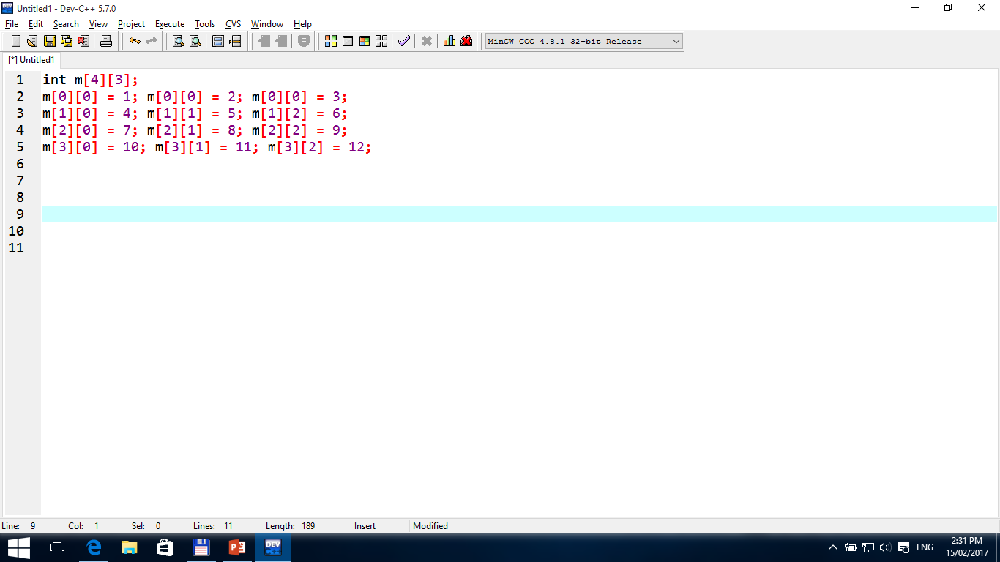 Untitled1 - Dev-C++ 5.7.0
File Edit Search View Project Execute Tools CVS Window Help
MinGW GCC 4.8.1 32-bit Release
[*] Untitled1
1 int m[4][3];
2 m[0][0] = 1; m[0][0] = 2; m[0][0] = 3;
3 m[1][0] = 4; m[1][1] = 5; m[1][2] = 6;
4 m[2][0] = 7; m[2][1] = 8; m[2][2] = 9;
5 m[3][0] = 10; m[3][1] = 11; m[3][2] = 12;
6
7
8
9
10
11
Line: 9 Col: 1 Sel: 0 Lines: 11 Length: 189 Insert Modified
DEV C++
ENG
2:31 PM
15/02/2017